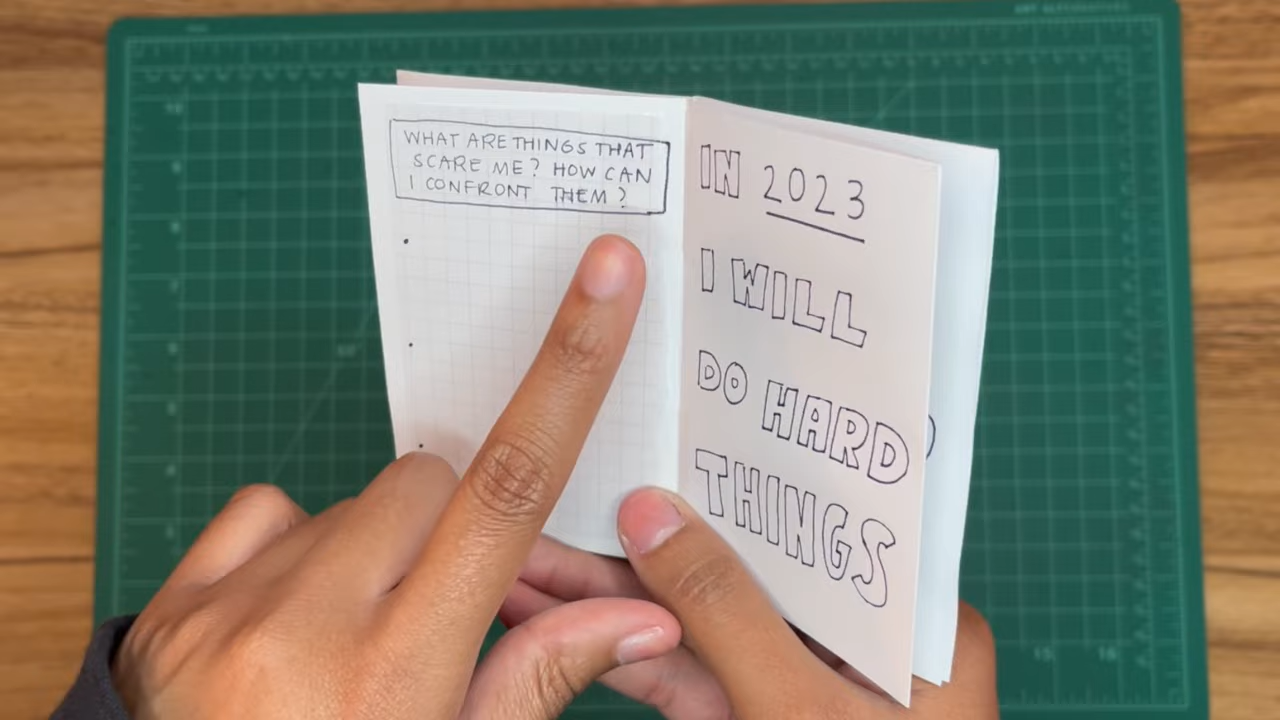 WHAT ARE THINGS THAT
SCARE ME? HOW CAN
I CONFRONT THEM?
IN 2023
I WILL
DO HARD
THINGS